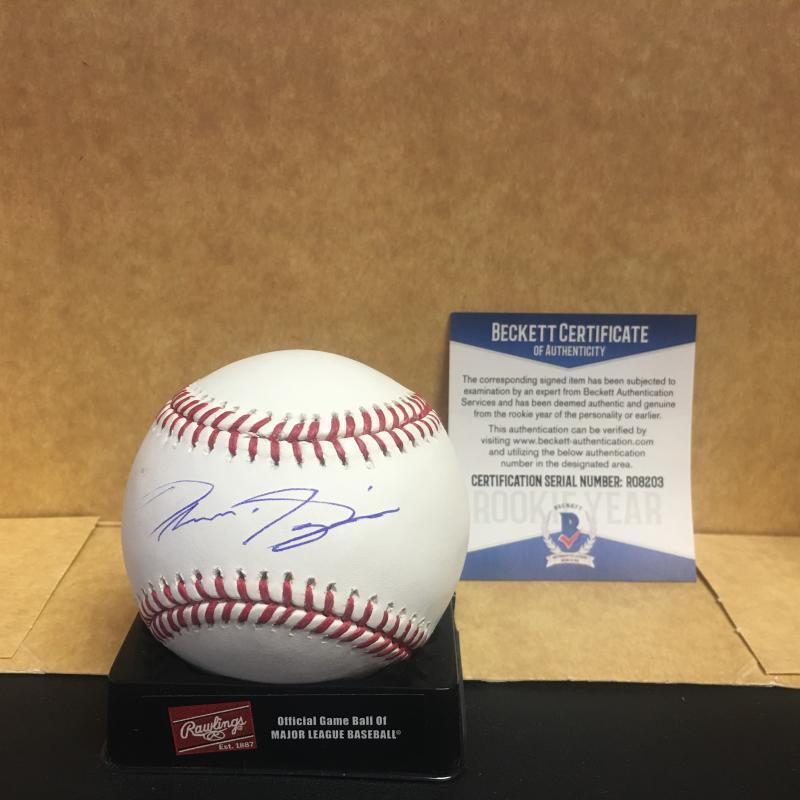 BECKETT CERTIFICATE
OF AUTHENTICITY
The corresponding signed item has been subjected to
examination by an expert from Beckett Authentication
Services and has been deemed authentic and genuine
from the rookie year of the personality or earlier.
This authentication can be verified by
visiting www.beckett-authentication.com
and utilizing the below authentication
number in the designated area.
CERTIFICATION SERIAL NUMBER: R08203
ROOKIE YEAR
BECKETT
B
Rawlings
Est. 1887
Official Game Ball Of
MAJOR LEAGUE BASEBALL®